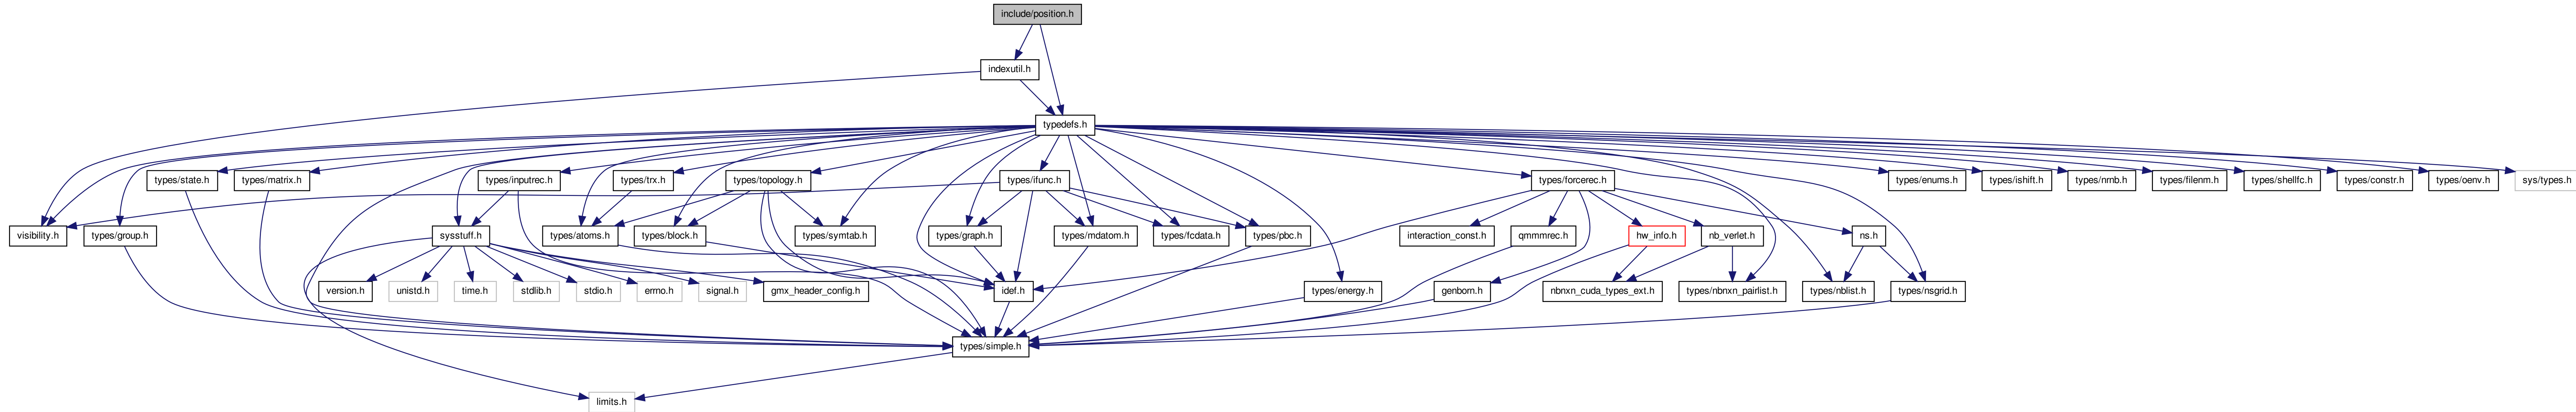 include/position.h
indexutil.h
typedefs.h
types/state.h
types/matrix.h
types/inputrec.h
types/trx.h
types/topology.h
types/ifunc.h
types/forcerec.h
types/enums.h
types/ishift.h
types/nrnb.h
types/filenm.h
types/shellfc.h
types/constr.h
types/oenv.h
sys/types.h
visibility.h
types/group.h
sysstuff.h
types/atoms.h
types/block.h
types/symtab.h
types/graph.h
types/mdatom.h
types/fcdata.h
types/pbc.h
interaction_const.h
qmmmrec.h
hw_info.h
nb_verlet.h
ns.h
version.h
unistd.h
time.h
stdlib.h
stdio.h
errno.h
signal.h
gmx_header_config.h
idef.h
types/energy.h
genborn.h
nbnxn_cuda_types_ext.h
types/nbnxn_pairlist.h
types/nblist.h
types/nsgrid.h
types/simple.h
limits.h